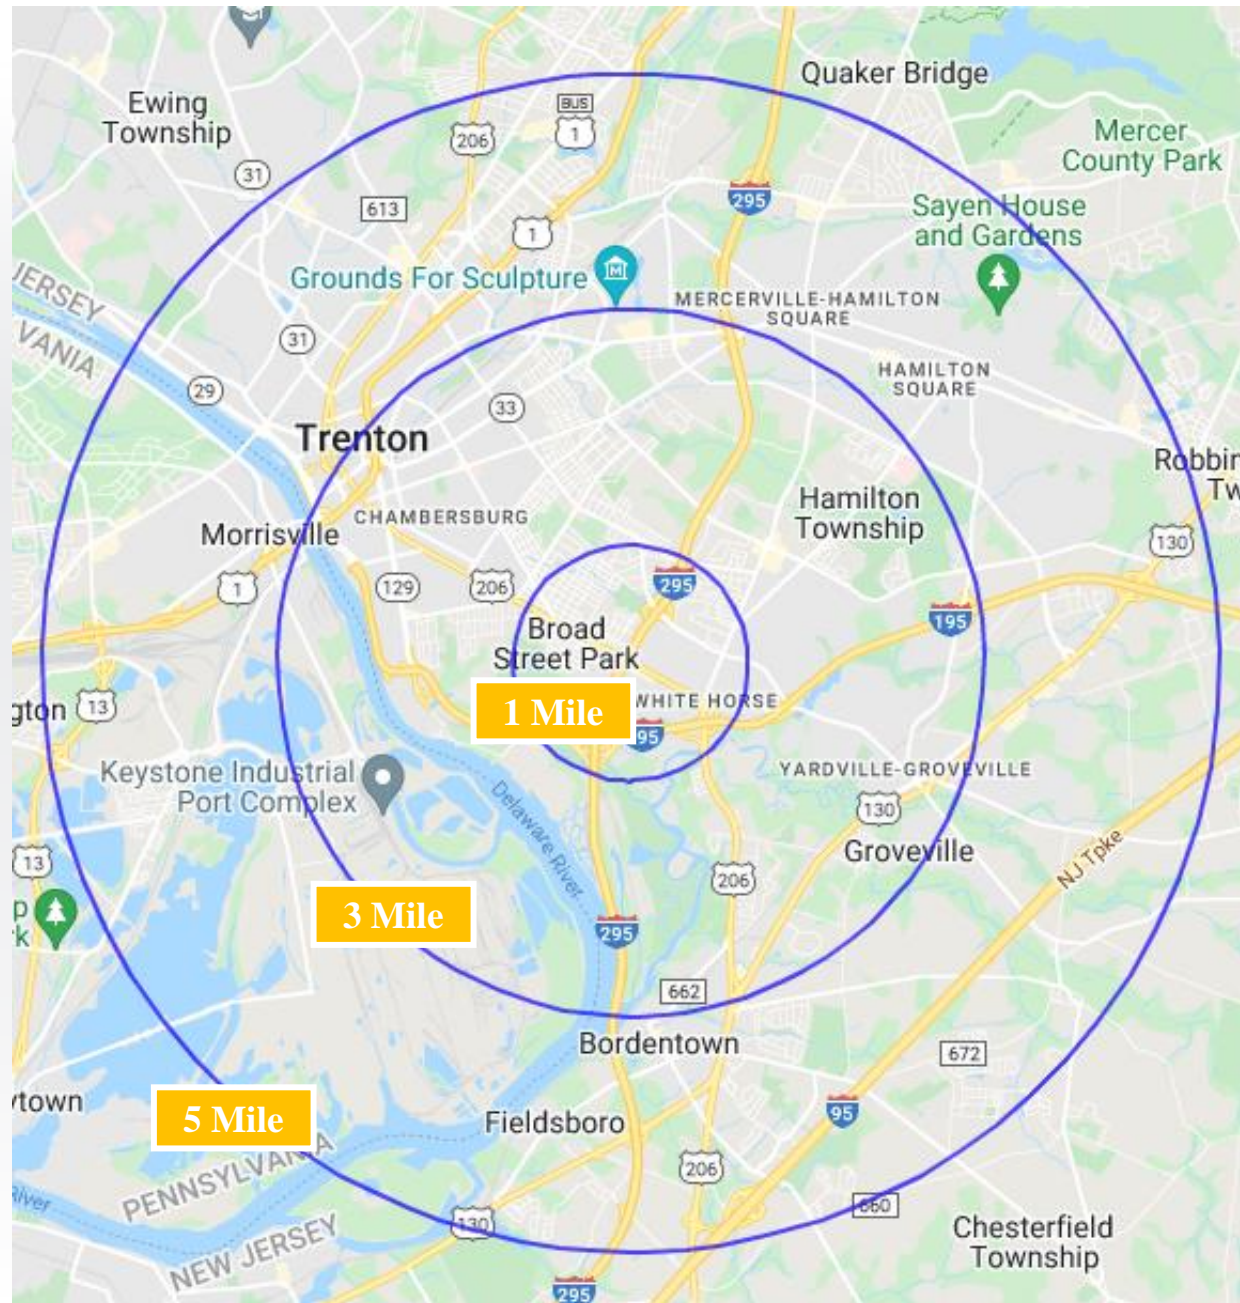 Quaker Bridge
Ewing
Township
BUS
1
206
Mercer
County Park
31
295
613
Sayen House
and Gardens
1
Grounds For Sculpture
JERSEY
MERCERVILLE-HAMILTON
SQUARE
VANIA
31
HAMILTON
SQUARE
29
33
Trenton
Robbin
Tw
Hamilton
Township
CHAMBERSBURG
Morrisville
130
1
129
206
295
195
Broad
Street Park
gton
13
1 Mile
WHITE HORSE
95
Keystone Industrial
Port Complex
YARDVILLE-GROVEVILLE
Delaware River
130
Groveville
13
NJ Tpke
206
p
k
3 Mile
295
662
Bordentown
672
ytown
5 Mile
95
Fieldsboro
PENNSYLVANIA
206
River
660
130
NEW JERSEY
Chesterfield
Township
295